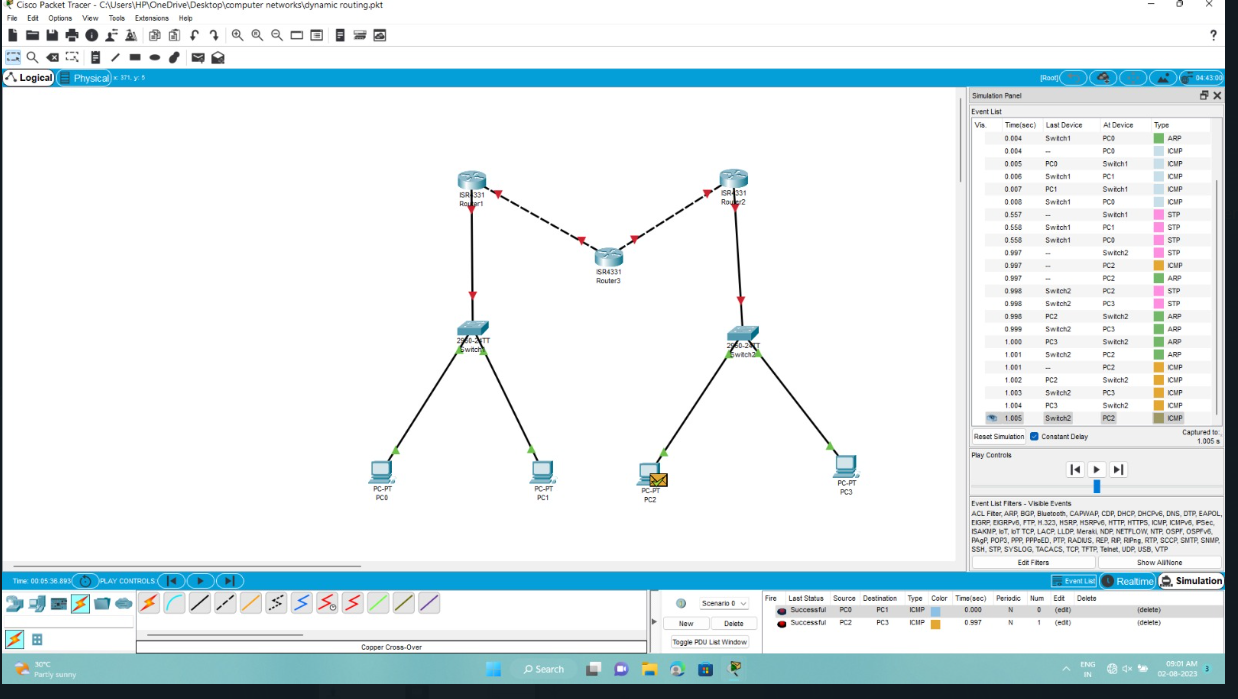 Cisco Packet Tracer - C:\Users\HP\OneDrive\Desktop\computer networks\dynamic routing.pkt
File Edit Options View Tools Extensions Help
?
Logical Physical x: 371, y: 5 [Root] 04:43:00
Simulation Panel
Event List
Vis. Time(sec) Last Device At Device Type
0.004 Switch1 PC0 ARP
0.004 -- PC0 ICMP
0.005 PC0 Switch1 ICMP
0.006 Switch1 PC1 ICMP
0.007 PC1 Switch1 ICMP
0.008 Switch1 PC0 ICMP
0.557 -- Switch1 STP
0.558 Switch1 PC1 STP
0.558 Switch1 PC0 STP
0.997 -- Switch2 STP
0.997 -- PC2 ICMP
0.997 -- PC2 ARP
0.998 Switch2 PC2 STP
0.998 Switch2 PC3 STP
0.998 PC2 Switch2 ARP
0.999 Switch2 PC3 ARP
1.000 PC3 Switch2 ARP
1.001 Switch2 PC2 ARP
1.001 -- PC2 ICMP
1.002 PC2 Switch2 ICMP
1.003 Switch2 PC3 ICMP
1.004 PC3 Switch2 ICMP
1.005 Switch2 PC2 ICMP
Reset Simulation Constant Delay Captured to:
1.005 s
Play Controls
Event List Filters - Visible Events
ACL Filter, ARP, BGP, Bluetooth, CAPWAP, CDP, DHCP, DHCPv6, DNS, DTP, EAPOL,
EIGRP, EIGRPv6, FTP, H.323, HSRP, HSRPv6, HTTP, HTTPS, ICMP, ICMPv6, IPSec,
ISAKMP, IoT, IoT TCP, LACP, LLDP, Meraki, NDP, NETFLOW, NTP, OSPF, OSPFv6,
PAgP, POP3, PPP, PPPoED, PTP, RADIUS, REP, RIP, RIPng, RTP, SCCP, SMTP, SNMP,
SSH, STP, SYSLOG, TACACS, TCP, TFTP, Telnet, UDP, USB, VTP
Edit Filters Show All/None
ISR4331
Router1
ISR4331
Router2
ISR4331
Router3
2950-24TT
Switch1
2950-24TT
Switch2
PC-PT
PC0
PC-PT
PC1
PC-PT
PC2
PC-PT
PC3
Time: 00:05:36.893 PLAY CONTROLS Event List Realtime Simulation
Scenario 0
New Delete
Toggle PDU List Window
Fire Last Status Source Destination Type Color Time(sec) Periodic Num Edit Delete
Successful PC0 PC1 ICMP 0.000 N 0 (edit) (delete)
Successful PC2 PC3 ICMP 0.997 N 1 (edit) (delete)
Copper Cross-Over
30°C
Partly sunny
Search
ENG
IN
09:01 AM
02-08-2023
3